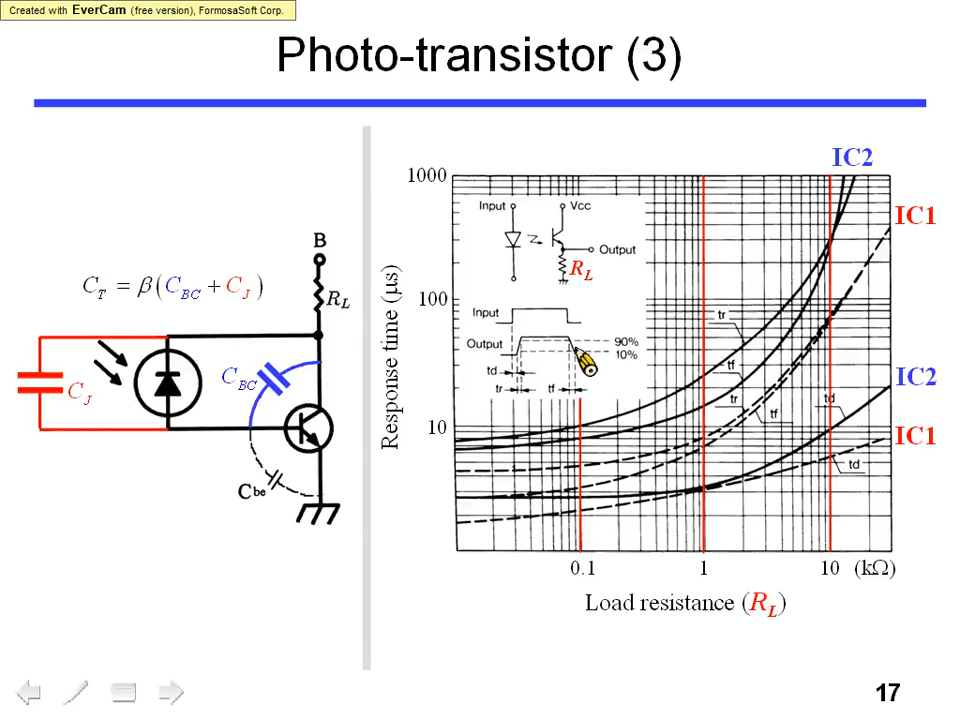 Created with EverCam (free version), FormosaSoft Corp.
Photo-transistor (3)
B
R_L
C_T = β(C_BC + C_J)
C_J
C_BC
Cbe
Response time (μs)
1000
100
10
0.1
1
10 (kΩ)
Load resistance (R_L)
IC2
IC1
IC2
IC1
Input
Vcc
Output
R_L
Input
Output
90%
10%
td
tr
tf
tr
tf
tr
tf
td
td
17